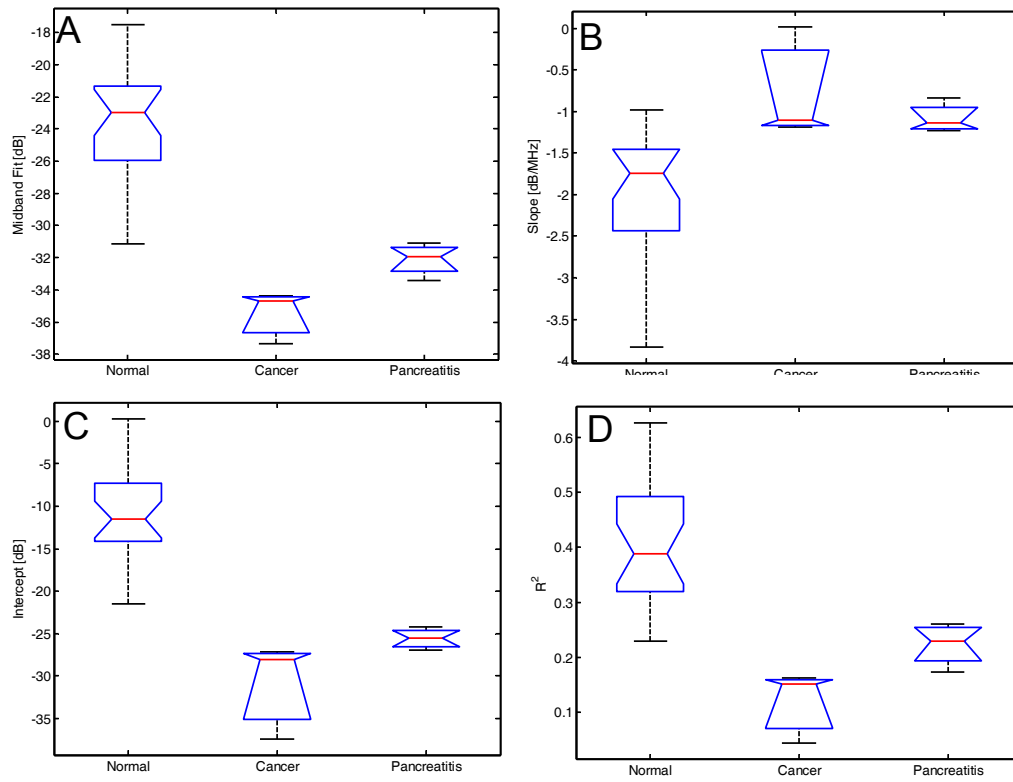 A
Midband Fit [dB]
-18
-20
-22
-24
-26
-28
-30
-32
-34
-36
-38
Normal Cancer Pancreatitis
B
Slope [dB/MHz]
0
-0.5
-1
-1.5
-2
-2.5
-3
-3.5
-4
Normal Cancer Pancreatitis
C
Intercept [dB]
0
-5
-10
-15
-20
-25
-30
-35
Normal Cancer Pancreatitis
D
R²
0.6
0.5
0.4
0.3
0.2
0.1
Normal Cancer Pancreatitis